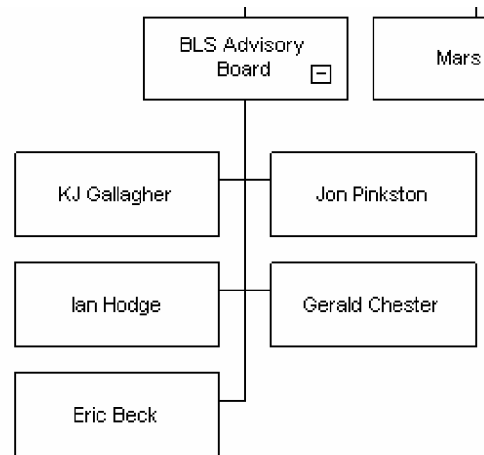 BLS Advisory
Board
Mars
KJ Gallagher
Jon Pinkston
Ian Hodge
Gerald Chester
Eric Beck